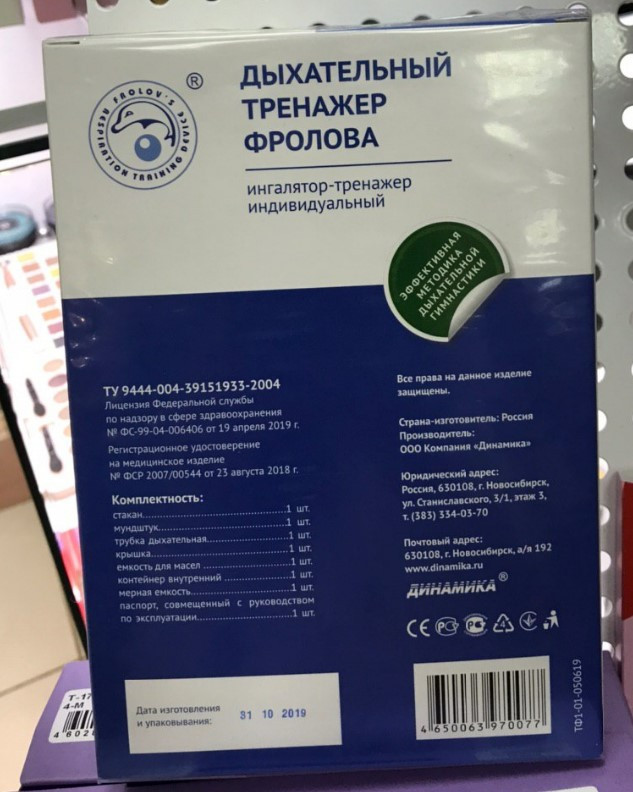 FROLOV'S
RESPIRATION TRAINING DEVICE
®
ДЫХАТЕЛЬНЫЙ
ТРЕНАЖЕР
ФРОЛОВА
ингалятор-тренажер
индивидуальный
ЭФФЕКТИВНАЯ
МЕТОДИКА
ДЫХАТЕЛЬНОЙ
ГИМНАСТИКИ
ТУ 9444-004-39151933-2004
Лицензия Федеральной службы
по надзору в сфере здравоохранения
№ ФС-99-04-006406 от 19 апреля 2019 г.
Регистрационное удостоверение
на медицинское изделие
№ ФСР 2007/00544 от 23 августа 2018 г.
Комплектность:
стакан...........................................1 шт.
мундштук......................................1 шт.
трубка дыхательная.......................1 шт.
крышка..........................................1 шт.
емкость для масел ........................1 шт.
контейнер внутренний ...................1 шт.
мерная емкость.............................1 шт.
паспорт, совмещенный с руководством
по эксплуатации............................1 шт.
Дата изготовления
и упаковывания:
31 10 2019
Все права на данное изделие
защищены.
Страна-изготовитель: Россия
Производитель:
ООО Компания «Динамика»
Юридический адрес:
Россия, 630108, г. Новосибирск,
ул. Станиславского, 3/1, этаж 3,
т. (383) 334-03-70
Почтовый адрес:
630108, г. Новосибирск, а/я 192
www.dinamika.ru
ДИНАМИКА®
CE
4 650063 970077
ТФ1-01-050619
T-17
4-M